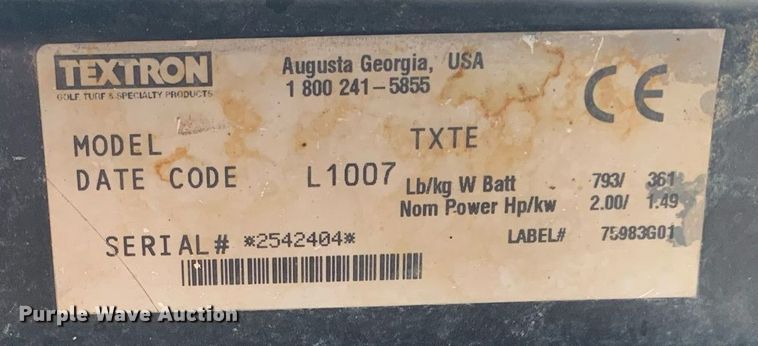 TEXTRON
GOLF, TURF & SPECIALTY PRODUCTS
Augusta Georgia, USA
1 800 241-5855
CE
MODEL TXTE
DATE CODE L1007
Lb/kg W Batt 793/ 361
Nom Power Hp/kw 2.00/ 1.49
SERIAL# *2542404*
LABEL# 75983G01
Purple Wave Auction